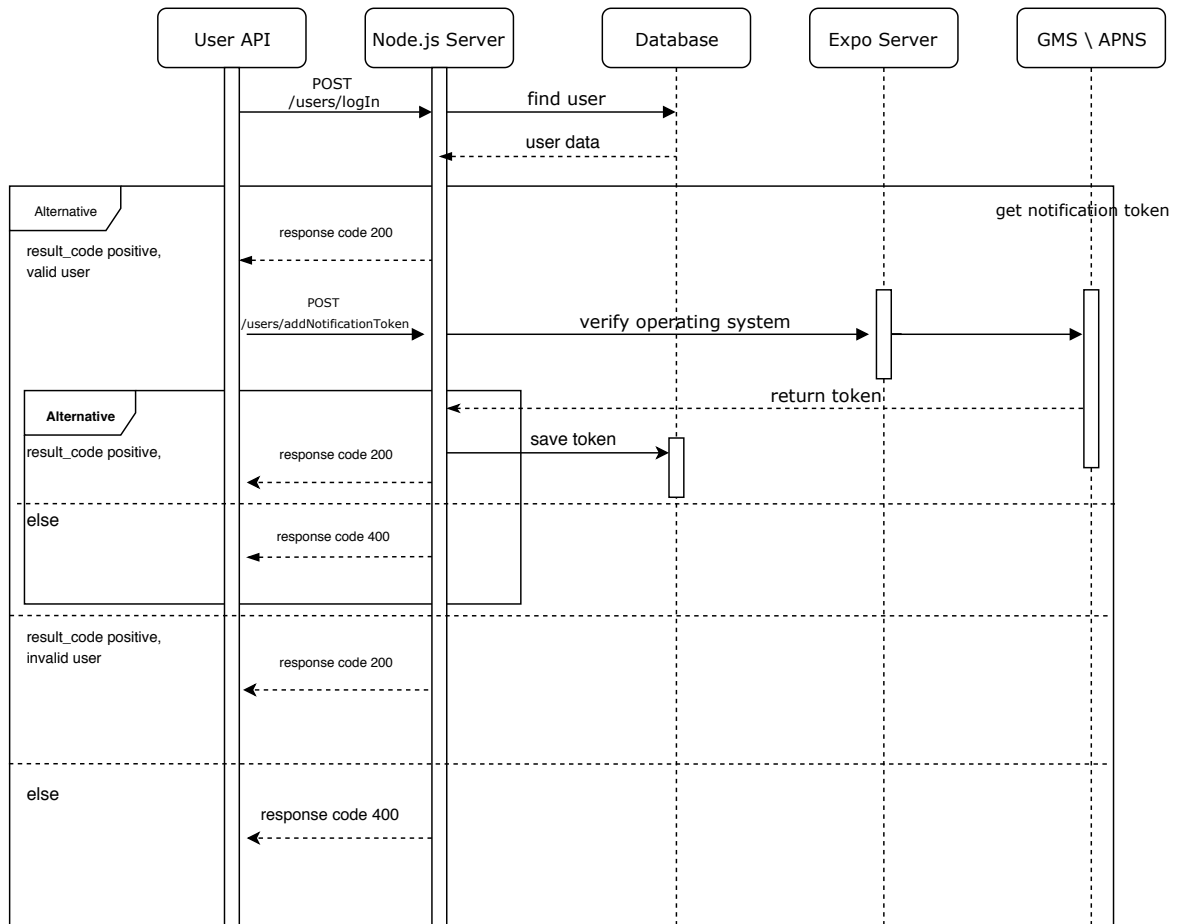 User API
Node.js Server
Database
Expo Server
GMS \ APNS
POST
/users/logIn
find user
user data
Alternative
get notification token
result_code positive,
valid user
response code 200
POST
/users/addNotificationToken
verify operating system
Alternative
return token
result_code positive,
response code 200
save token
else
response code 400
result_code positive,
invalid user
response code 200
else
response code 400